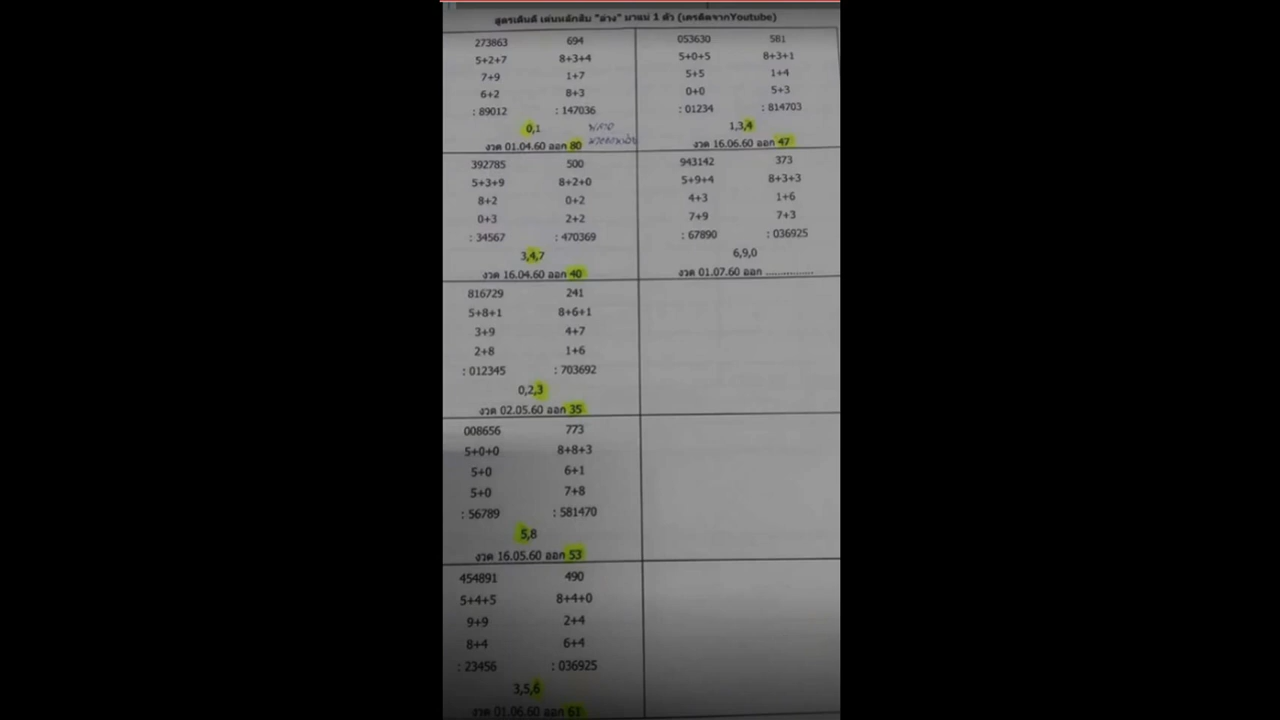 สูตรเดินดี เด่นหลักสิบ "ล่าง" มาแน่ 1 ตัว (เครดิตจากYoutube)
273863 694
5+2+7 8+3+4
7+9 1+7
6+2 8+3
: 89012 : 147036
0,1
งวด 01.04.60 ออก 80
392785 500
5+3+9 8+2+0
8+2 0+2
0+3 2+2
: 34567 : 470369
3,4,7
งวด 16.04.60 ออก 40
816729 241
5+8+1 8+6+1
3+9 4+7
2+8 1+6
: 012345 : 703692
0,2,3
งวด 02.05.60 ออก 35
008656 773
5+0+0 8+8+3
5+0 6+1
5+0 7+8
: 56789 : 581470
5,8
งวด 16.05.60 ออก 53
454891 490
5+4+5 8+4+0
9+9 2+4
8+4 6+4
: 23456 : 036925
3,5,6
งวด 01.06.60 ออก 61
053630 581
5+0+5 8+3+1
5+5 1+4
0+0 5+3
: 01234 : 814703
1,3,4
งวด 16.06.60 ออก 47
943142 373
5+9+4 8+3+3
4+3 1+6
7+9 7+3
: 67890 : 036925
6,9,0
งวด 01.07.60 ออก ..............